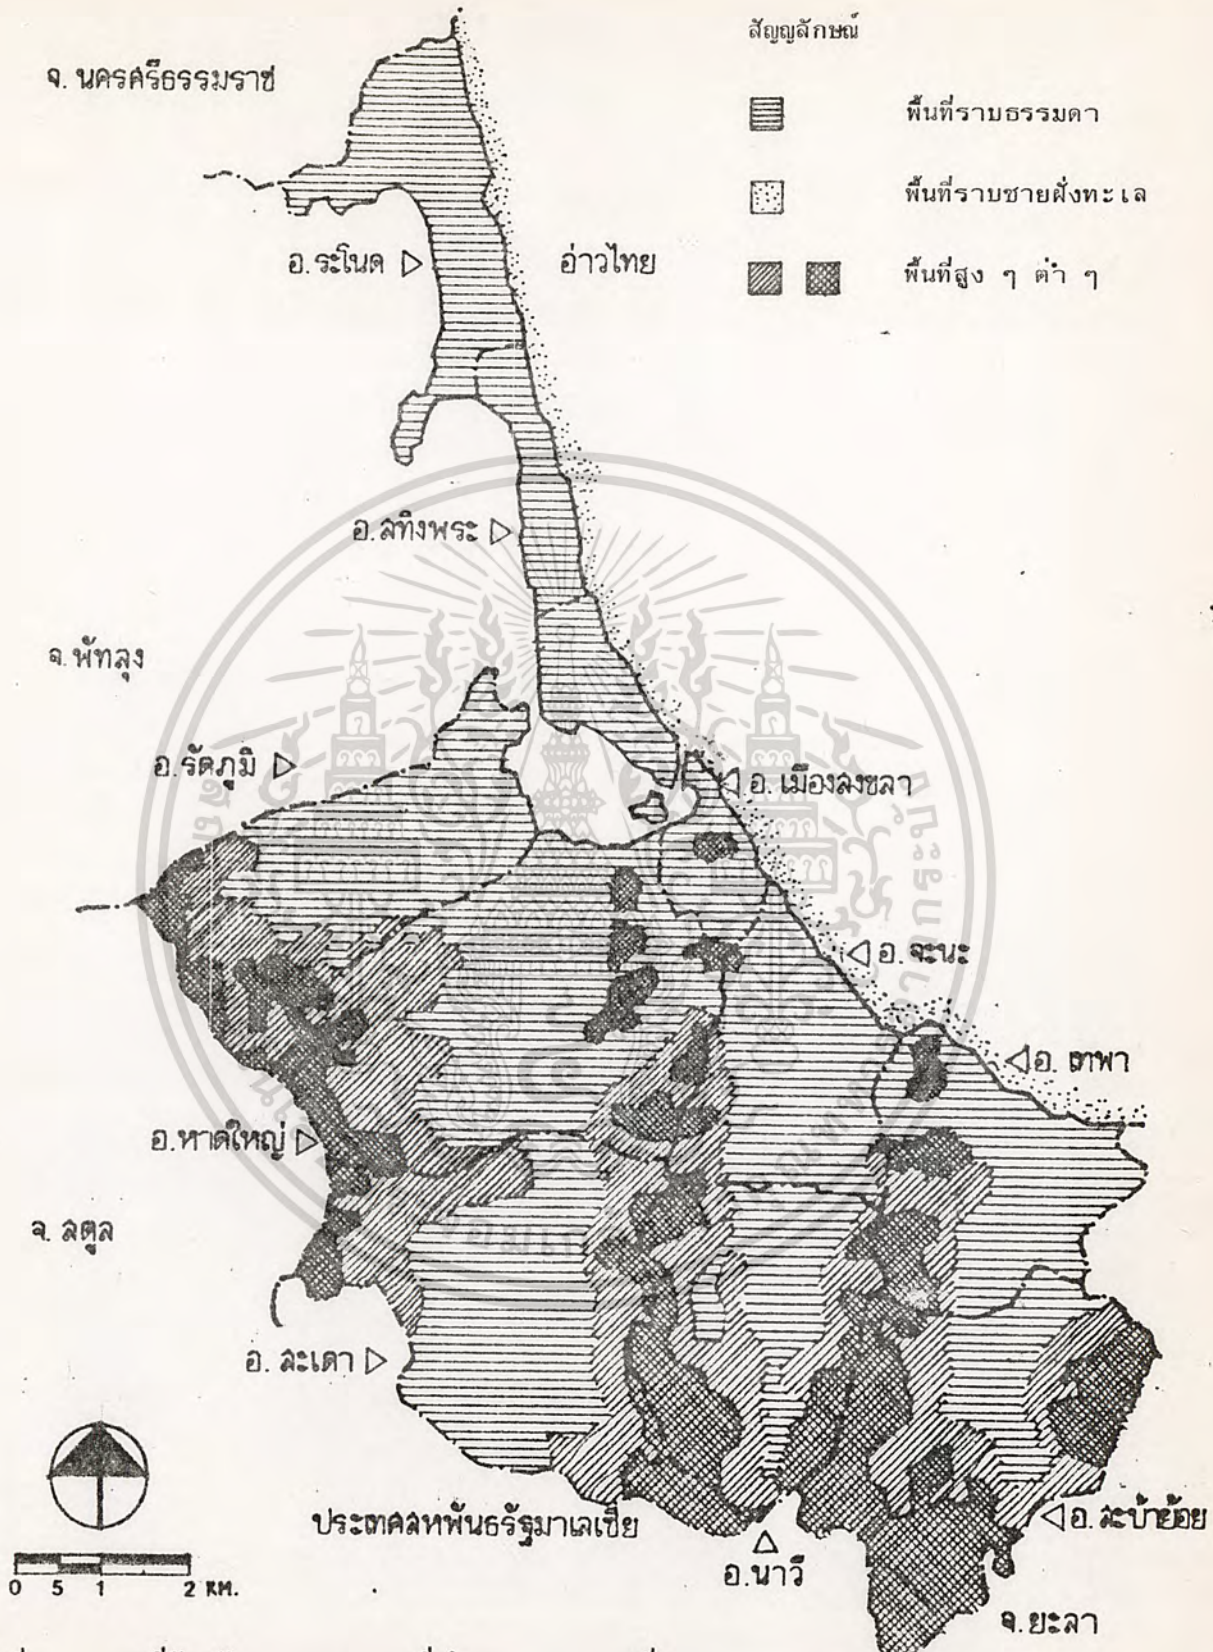 สัญญลักษณ์
จ. นครศรีธรรมราช
พื้นที่ราบธรรมดา
พื้นที่ราบชายฝั่งทะเล
อ.ระโนด
อ่าวไทย
พื้นที่สูง ๆ ต่ำ ๆ
อ.สทิงพระ
จ. พัทลุง
อ.รัตภูมิ
อ. เมืองสงขลา
อ. จะนะ
อ. เทพา
อ.หาดใหญ่
จ. สตูล
อ. สะเดา
ประเทศสหพันธรัฐมาเลเซีย
อ. สะบ้าย้อย
อ.นาวี
0 5 1 2 KM.
จ.ยะลา